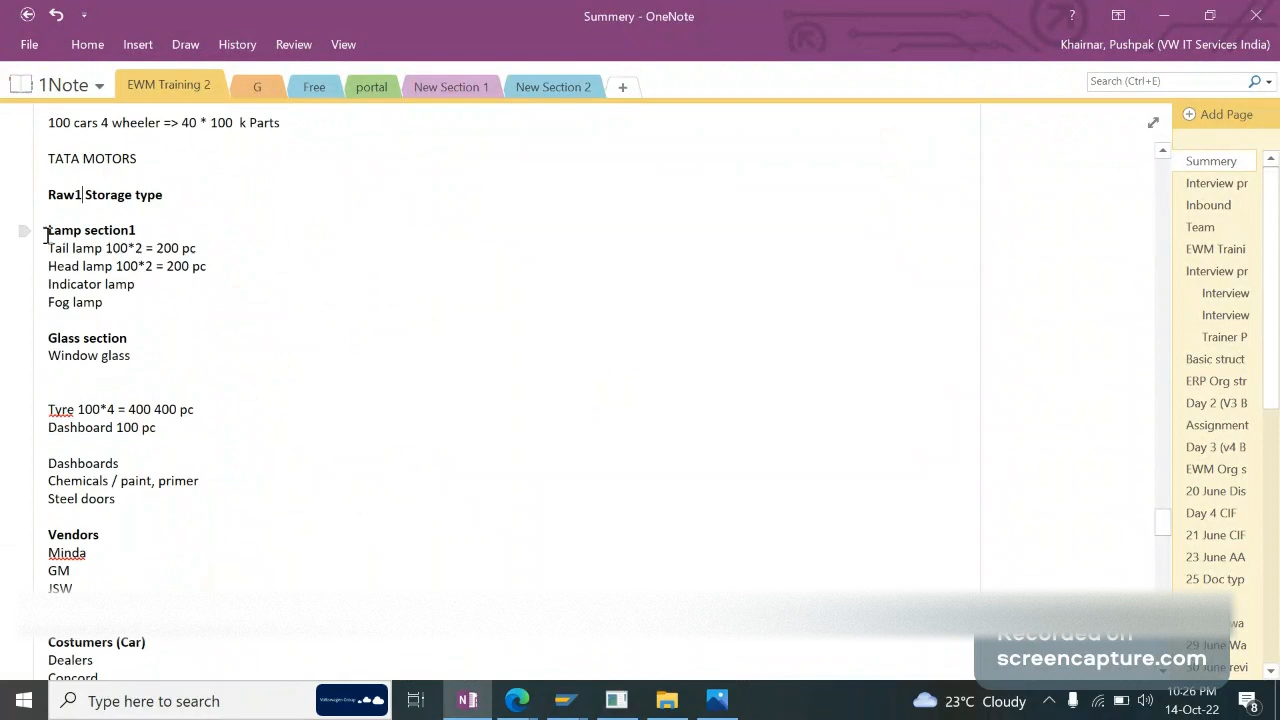 Summery - OneNote
?
File Home Insert Draw History Review View
Khairnar, Pushpak (VW IT Services India)
1Note
EWM Training 2
G
Free
portal
New Section 1
New Section 2
+
Search (Ctrl+E)
Add Page
100 cars 4 wheeler => 40 * 100 k Parts
TATA MOTORS
Raw1 Storage type
Lamp section1
Tail lamp 100*2 = 200 pc
Head lamp 100*2 = 200 pc
Indicator lamp
Fog lamp
Glass section
Window glass
Tyre 100*4 = 400 400 pc
Dashboard 100 pc
Dashboards
Chemicals / paint, primer
Steel doors
Vendors
Minda
GM
JSW
Costumers (Car)
Dealers
Concord
Summery
Interview pr
Inbound
Team
EWM Traini
Interview pr
Interview
Interview
Trainer P
Basic struct
ERP Org str
Day 2 (V3 B
Assignment
Day 3 (v4 B
EWM Org s
20 June Dis
Day 4 CIF
21 June CIF
23 June AA
25 Doc typ
29 June Wa
30 June revi
Recorded on
screencapture.com
Type here to search
23°C Cloudy
10:20 PM
14-Oct-22
8